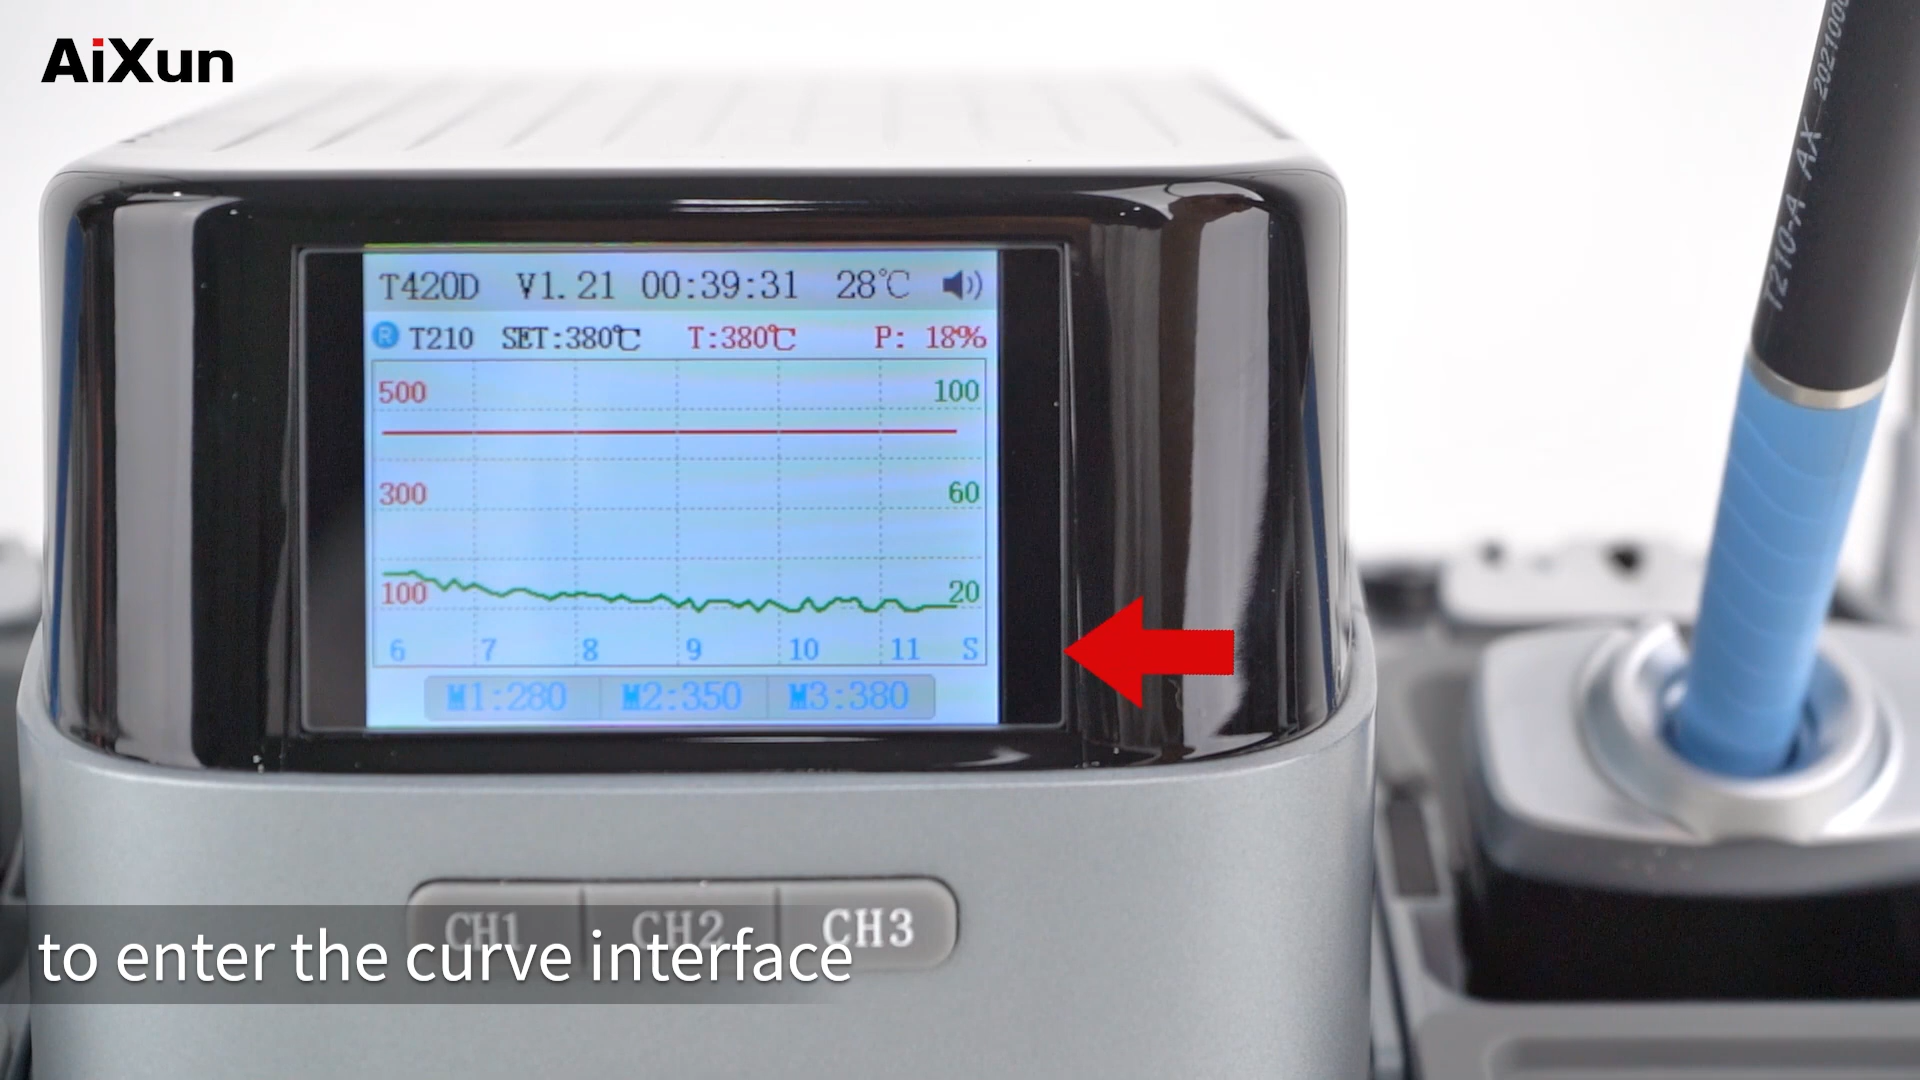 AiXun
T420D V1.21 00:39:31 28℃
R T210 SET:380℃ T:380℃ P: 18%
500 100
300 60
100 20
6 7 8 9 10 11 S
M1:280 M2:350 M3:380
CH1 CH2 CH3
to enter the curve interface
T210-A AX